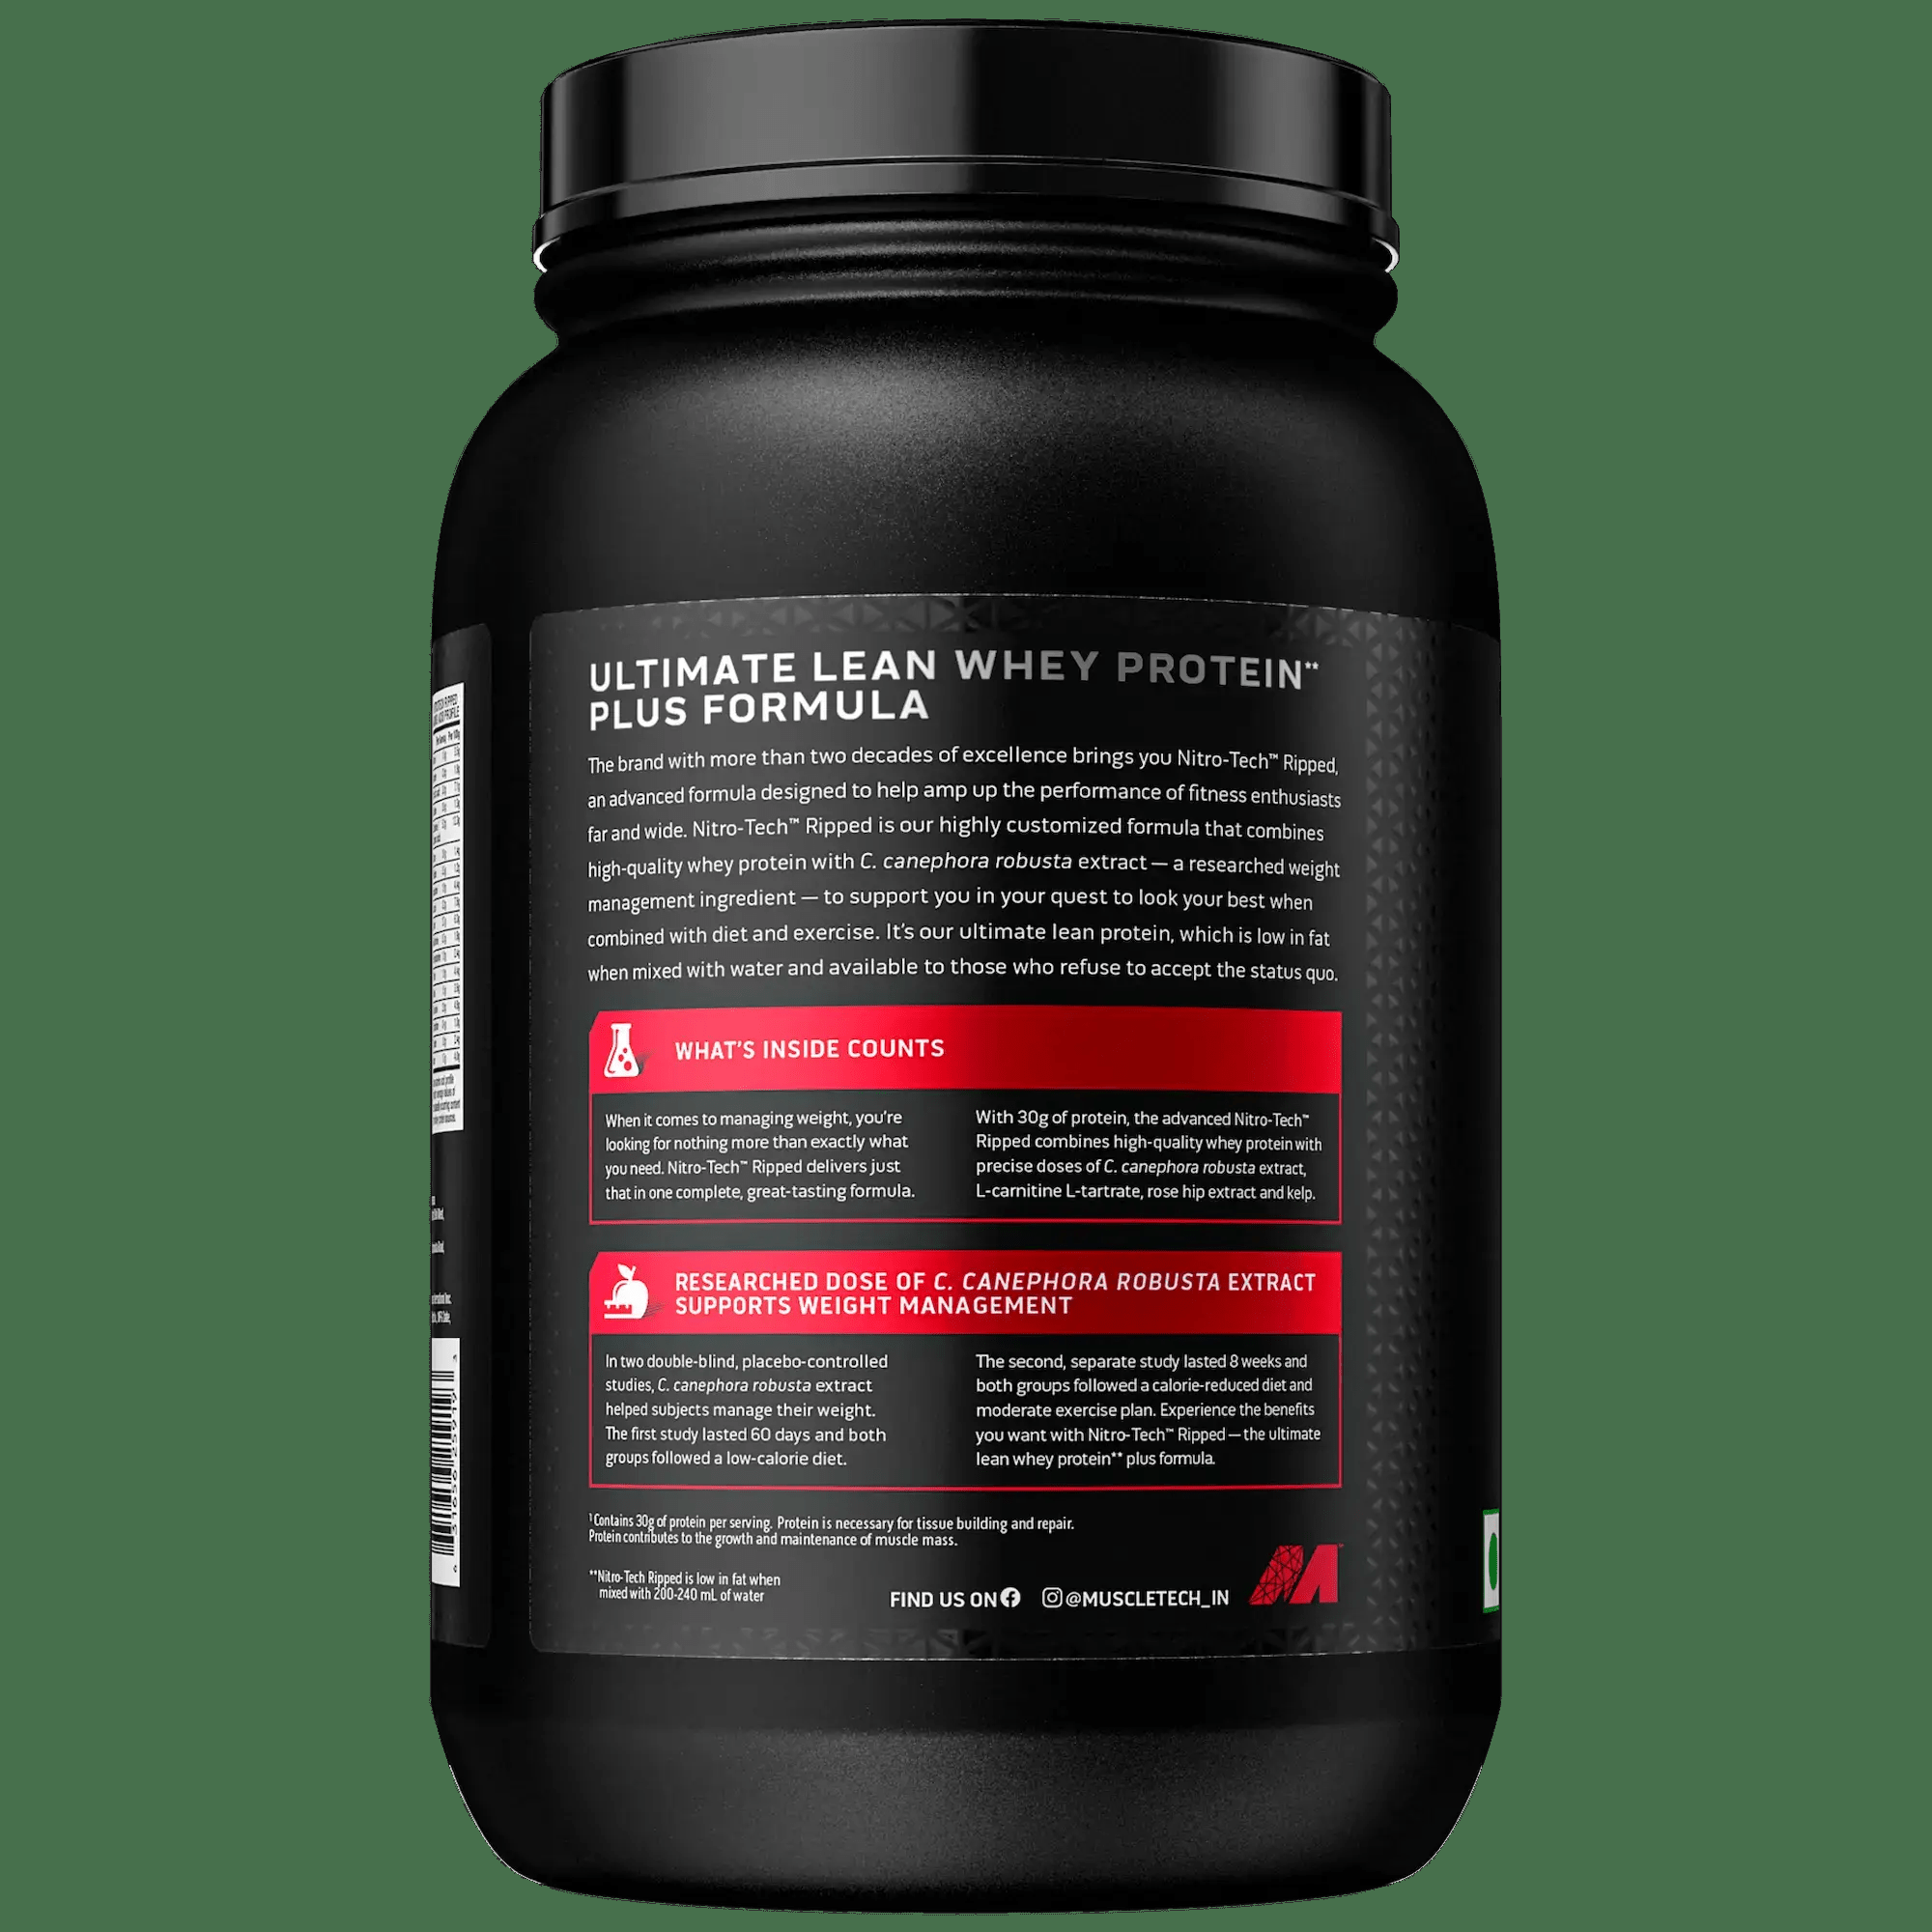 ULTIMATE LEAN WHEY PROTEIN**
PLUS FORMULA
The brand with more than two decades of excellence brings you Nitro-Tech™ Ripped,
an advanced formula designed to help amp up the performance of fitness enthusiasts
far and wide. Nitro-Tech™ Ripped is our highly customized formula that combines
high-quality whey protein with C. canephora robusta extract — a researched weight
management ingredient — to support you in your quest to look your best when
combined with diet and exercise. It's our ultimate lean protein, which is low in fat
when mixed with water and available to those who refuse to accept the status quo.
WHAT'S INSIDE COUNTS
When it comes to managing weight, you're
looking for nothing more than exactly what
you need. Nitro-Tech™ Ripped delivers just
that in one complete, great-tasting formula.
With 30g of protein, the advanced Nitro-Tech™
Ripped combines high-quality whey protein with
precise doses of C. canephora robusta extract,
L-carnitine L-tartrate, rose hip extract and kelp.
RESEARCHED DOSE OF C. CANEPHORA ROBUSTA EXTRACT
SUPPORTS WEIGHT MANAGEMENT
In two double-blind, placebo-controlled
studies, C. canephora robusta extract
helped subjects manage their weight.
The first study lasted 60 days and both
groups followed a low-calorie diet.
The second, separate study lasted 8 weeks and
both groups followed a calorie-reduced diet and
moderate exercise plan. Experience the benefits
you want with Nitro-Tech™ Ripped — the ultimate
lean whey protein** plus formula.
¹Contains 30g of protein per serving. Protein is necessary for tissue building and repair.
Protein contributes to the growth and maintenance of muscle mass.
**Nitro-Tech Ripped is low in fat when
mixed with 200-240 mL of water
FIND US ON @MUSCLETECH_IN